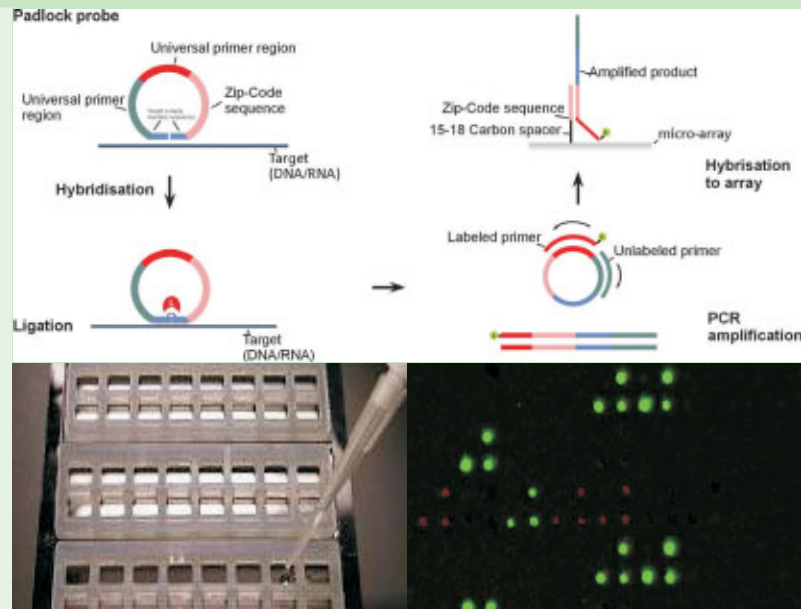 Padlock probe
Universal primer region
Universal primer
region
Zip-Code
sequence
Target
(DNA/RNA)
Hybridisation
Ligation
Target
(DNA/RNA)
Amplified product
Zip-Code sequence
15-18 Carbon spacer
micro-array
Hybrisation
to array
Labeled primer
Unlabeled primer
PCR
amplification